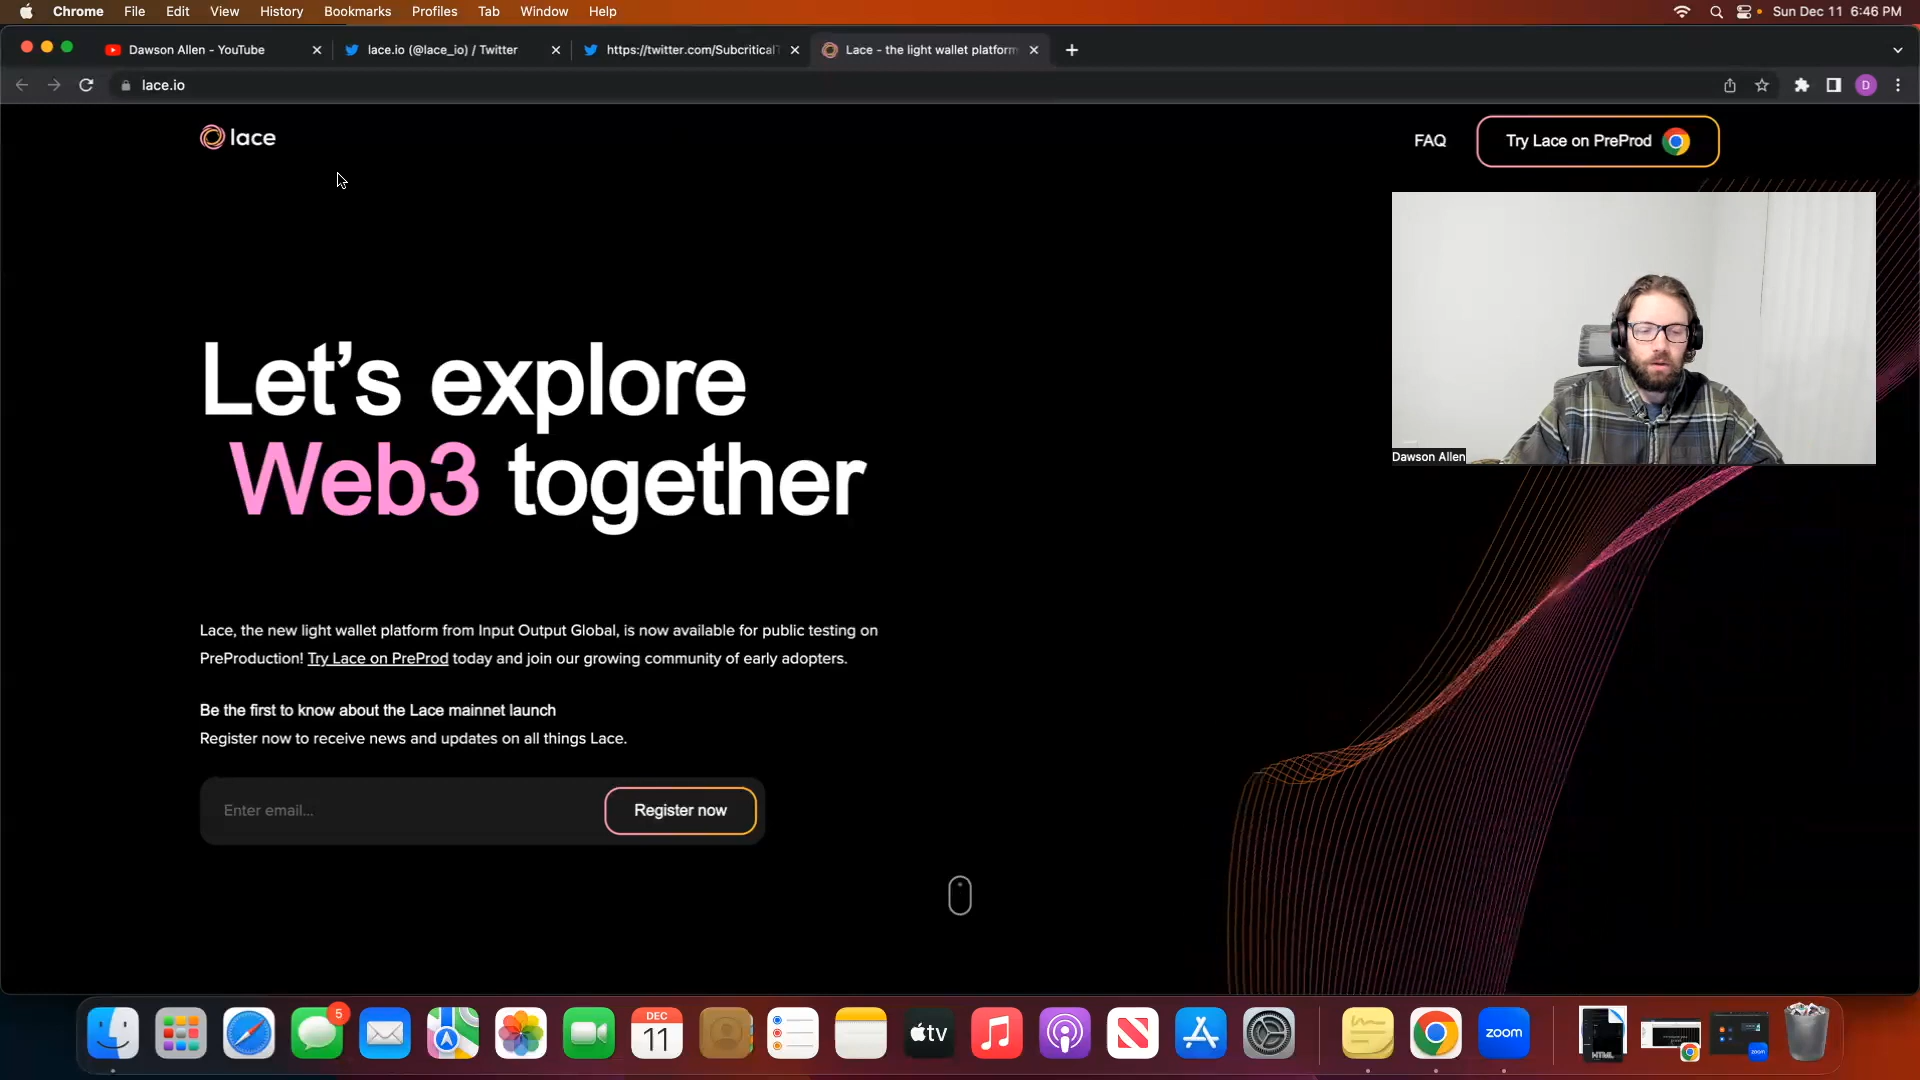 Chrome File Edit View History Bookmarks Profiles Tab Window Help Sun Dec 11 6:46 PM
Dawson Allen - YouTube lace.io (@lace_io) / Twitter https://twitter.com/SubcriticalT Lace - the light wallet platform
lace.io D
lace FAQ Try Lace on PreProd
Let’s explore
Web3 together
Dawson Allen
Lace, the new light wallet platform from Input Output Global, is now available for public testing on
PreProduction! Try Lace on PreProd today and join our growing community of early adopters.
Be the first to know about the Lace mainnet launch
Register now to receive news and updates on all things Lace.
Enter email... Register now
5 DEC
11 tv zoom HTML zoom